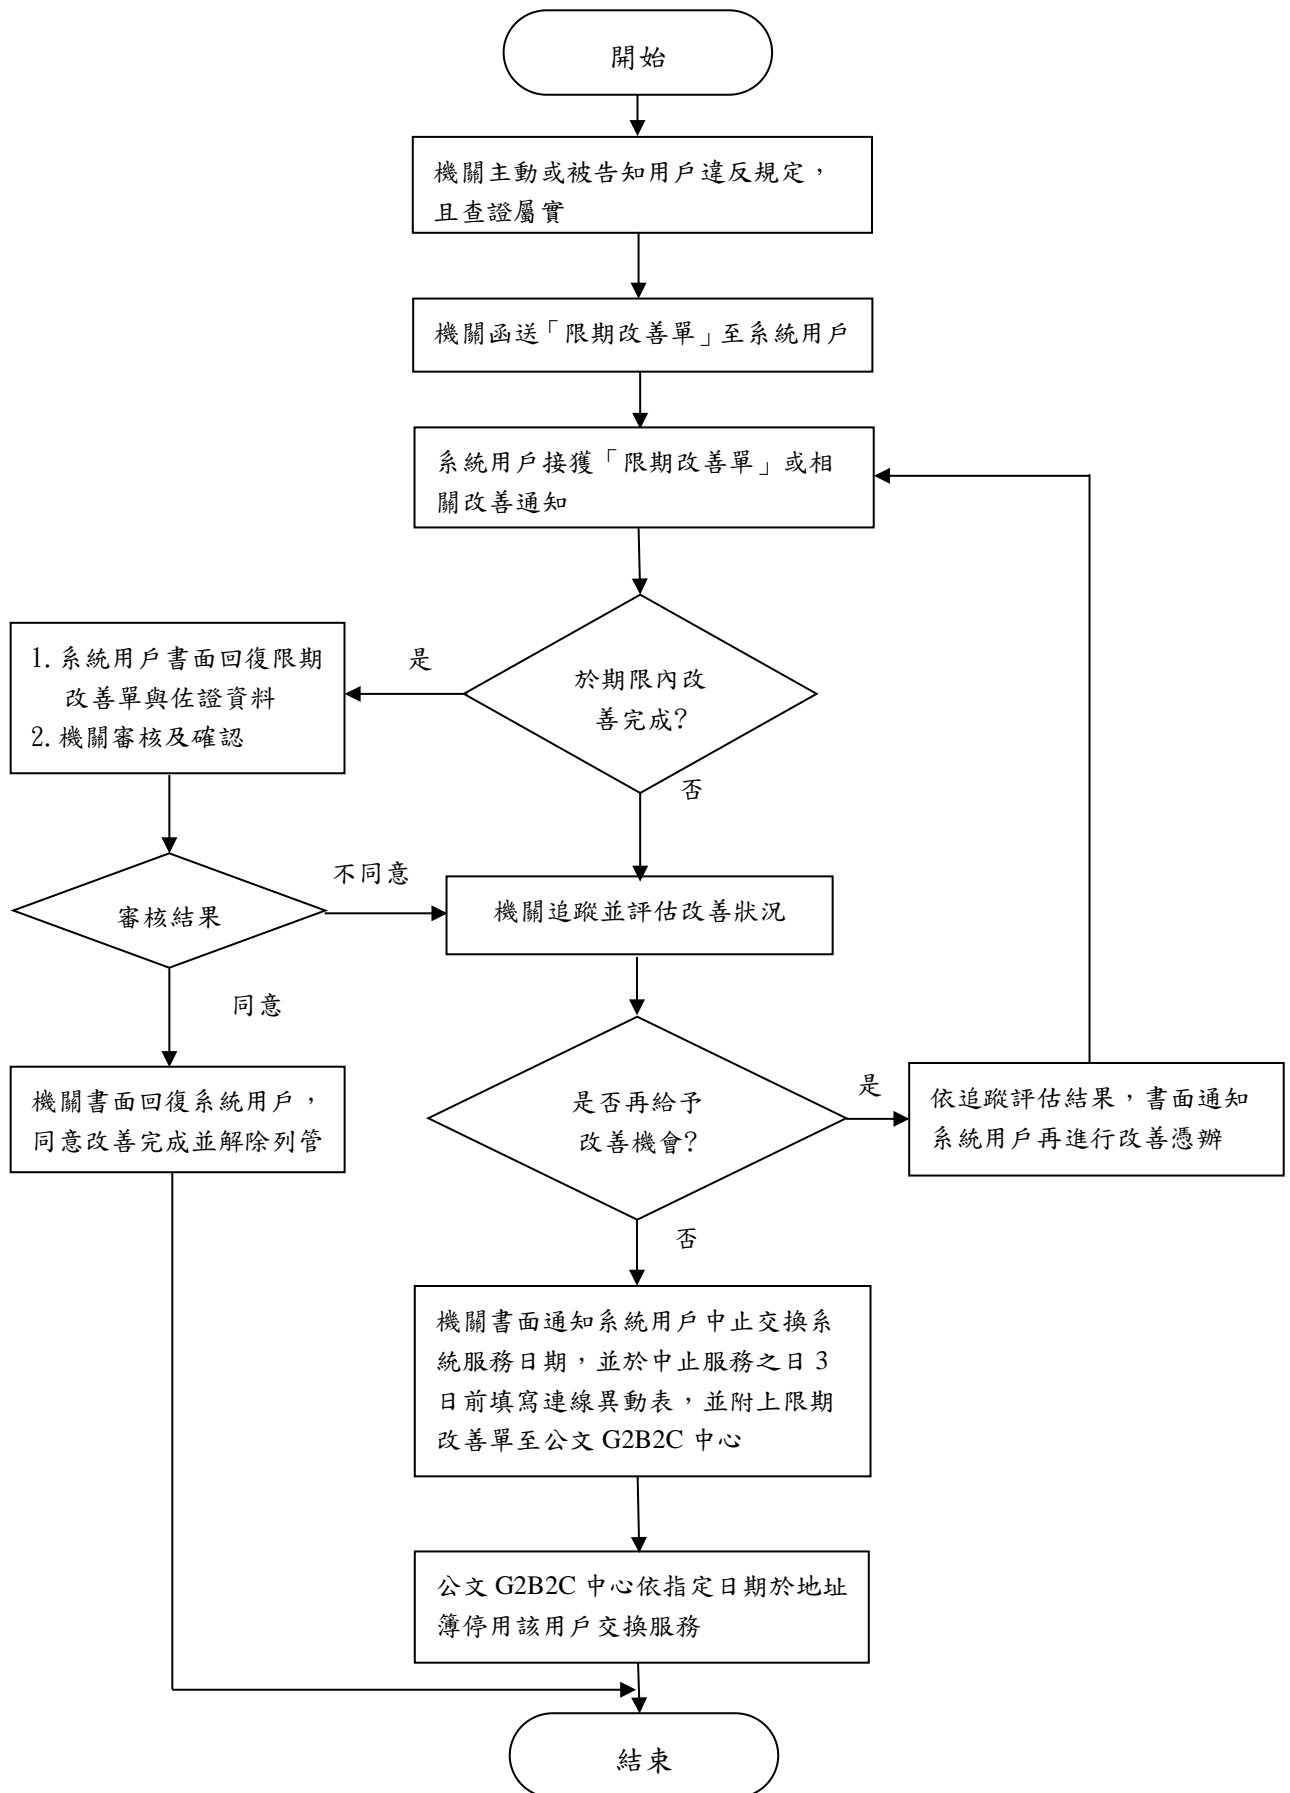 開始
機關主動或被告知用戶違反規定，
且查證屬實
機關函送「限期改善單」至系統用戶
系統用戶接獲「限期改善單」或相
關改善通知
於期限內改
善完成?
是
1. 系統用戶書面回復限期
改善單與佐證資料
2. 機關審核及確認
否
審核結果
不同意
機關追蹤並評估改善狀況
同意
機關書面回復系統用戶，
同意改善完成並解除列管
是否再給予
改善機會?
是
依追蹤評估結果，書面通知
系統用戶再進行改善憑辦
否
機關書面通知系統用戶中止交換系
統服務日期，並於中止服務之日 3
日前填寫連線異動表，並附上限期
改善單至公文 G2B2C 中心
公文 G2B2C 中心依指定日期於地址
簿停用該用戶交換服務
結束